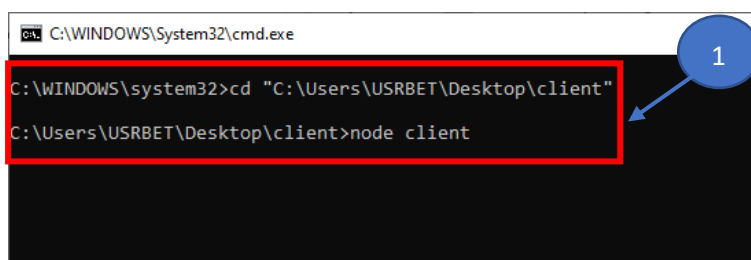 C:\WINDOWS\System32\cmd.exe
1
C:\WINDOWS\system32>cd "C:\Users\USRBET\Desktop\client"
C:\Users\USRBET\Desktop\client>node client